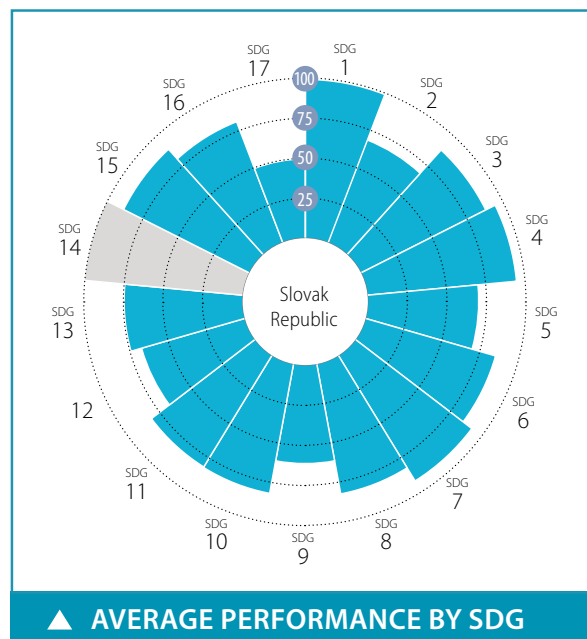 SDG
1
SDG
2
SDG
3
SDG
4
SDG
5
SDG
6
SDG
7
SDG
8
SDG
9
SDG
10
SDG
11
12
SDG
13
SDG
14
SDG
15
SDG
16
SDG
17
100
75
50
25
Slovak
Republic
▲ AVERAGE PERFORMANCE BY SDG